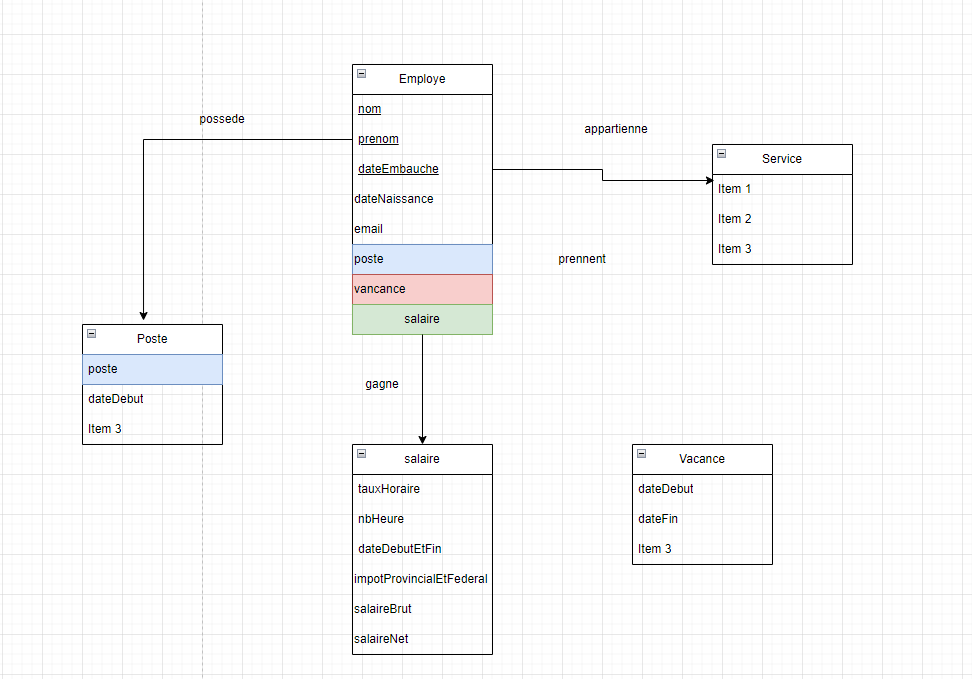 Employe
nom
prenom
dateEmbauche
dateNaissance
email
poste
vancance
salaire
possede
appartienne
Service
Item 1
Item 2
Item 3
prennent
Poste
poste
dateDebut
Item 3
gagne
salaire
tauxHoraire
nbHeure
dateDebutEtFin
impotProvincialEtFederal
salaireBrut
salaireNet
Vacance
dateDebut
dateFin
Item 3